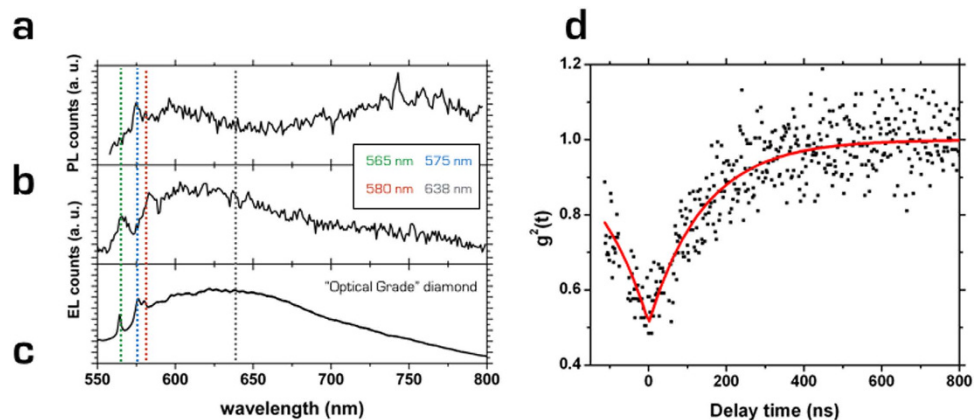 a
b
c
d
PL counts (a. u.)
EL counts (a. u.)
565 nm 575 nm
580 nm 638 nm
"Optical Grade" diamond
550 600 650 700 750 800
wavelength (nm)
g²(t)
1.2
1.0
0.8
0.6
0.4
0 200 400 600 800
Delay time (ns)